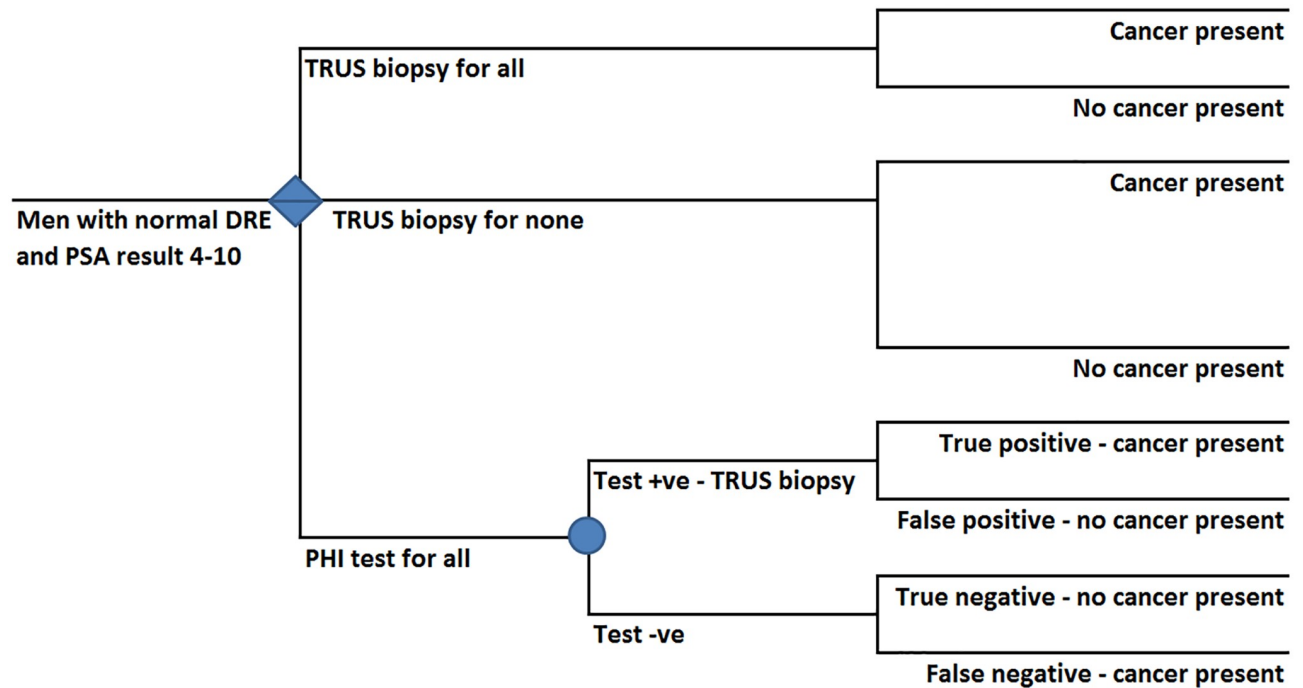 Cancer present
TRUS biopsy for all
No cancer present
Cancer present
Men with normal DRE
and PSA result 4-10
TRUS biopsy for none
No cancer present
True positive - cancer present
Test +ve - TRUS biopsy
False positive - no cancer present
PHI test for all
True negative - no cancer present
Test -ve
False negative - cancer present